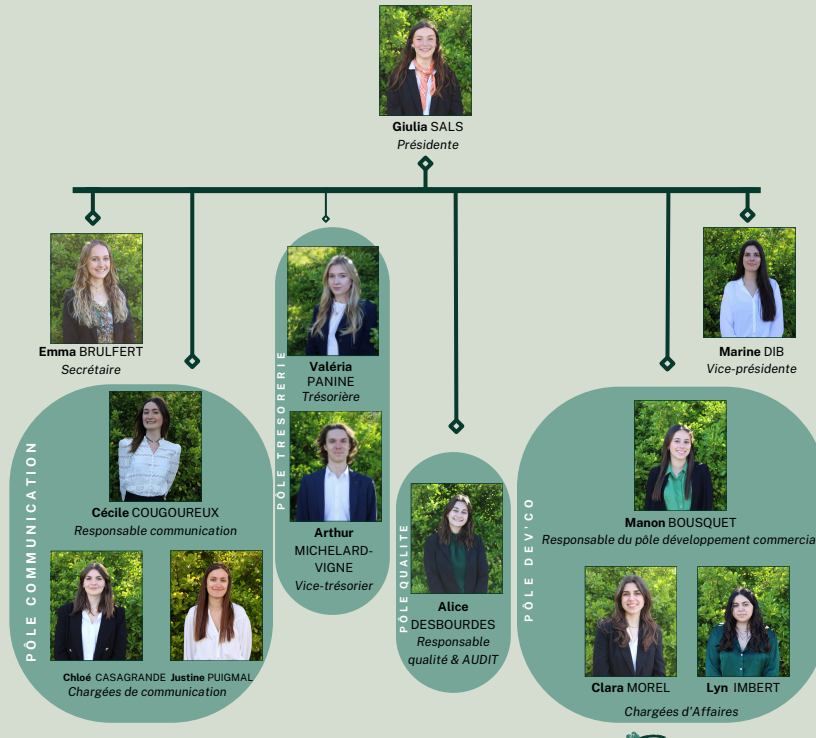 Giulia SALS
Présidente
Emma BRULFERT
Secrétaire
Marine DIB
Vice-présidente
PÔLE TRESORERIE
Valéria
PANINE
Trésorière
Arthur
MICHELARD-
VIGNE
Vice-trésorier
PÔLE COMMUNICATION
Cécile COUGOUREUX
Responsable communication
Chloé CASAGRANDE Justine PUIGMAL
Chargées de communication
PÔLE QUALITE
Alice
DESBOURDES
Responsable
qualité & AUDIT
PÔLE DEV'CO
Manon BOUSQUET
Responsable du pôle développement commercia
Clara MOREL Lyn IMBERT
Chargées d'Affaires